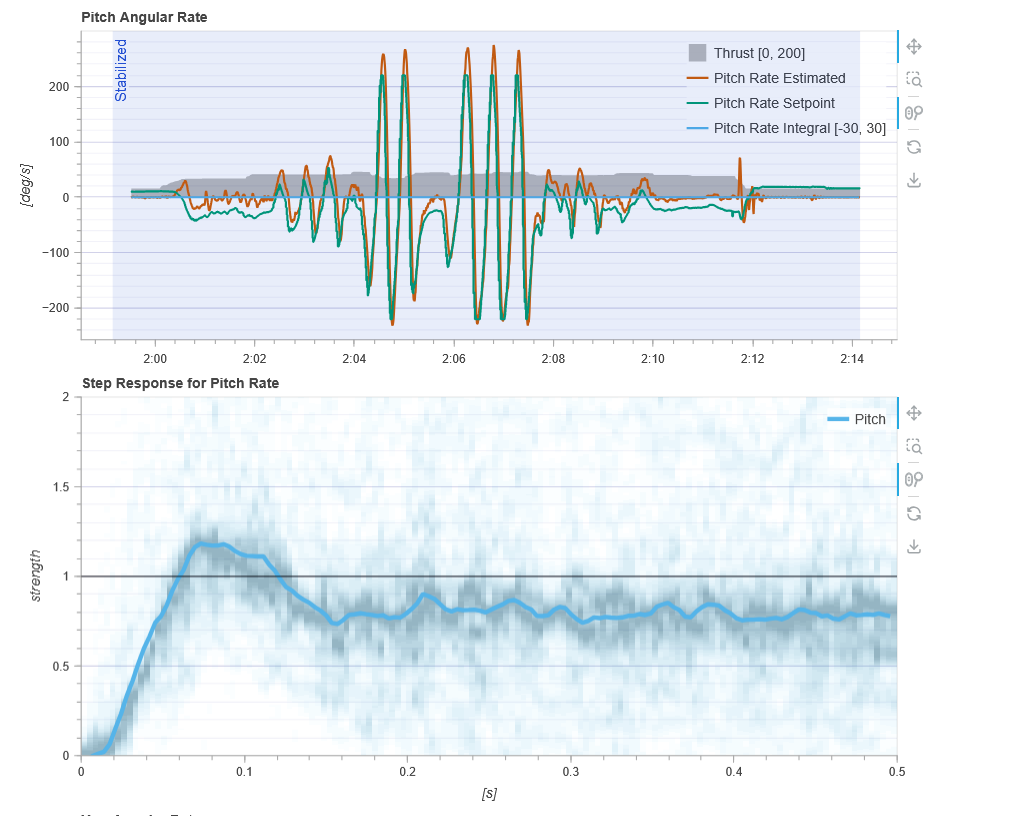 Pitch Angular Rate
Stabilized
Thrust [0, 200]
Pitch Rate Estimated
Pitch Rate Setpoint
Pitch Rate Integral [-30, 30]
[deg/s]
200
100
0
−100
−200
2:00 2:02 2:04 2:06 2:08 2:10 2:12 2:14
Step Response for Pitch Rate
Pitch
strength
2
1.5
1
0.5
0
0 0.1 0.2 0.3 0.4 0.5
[s]